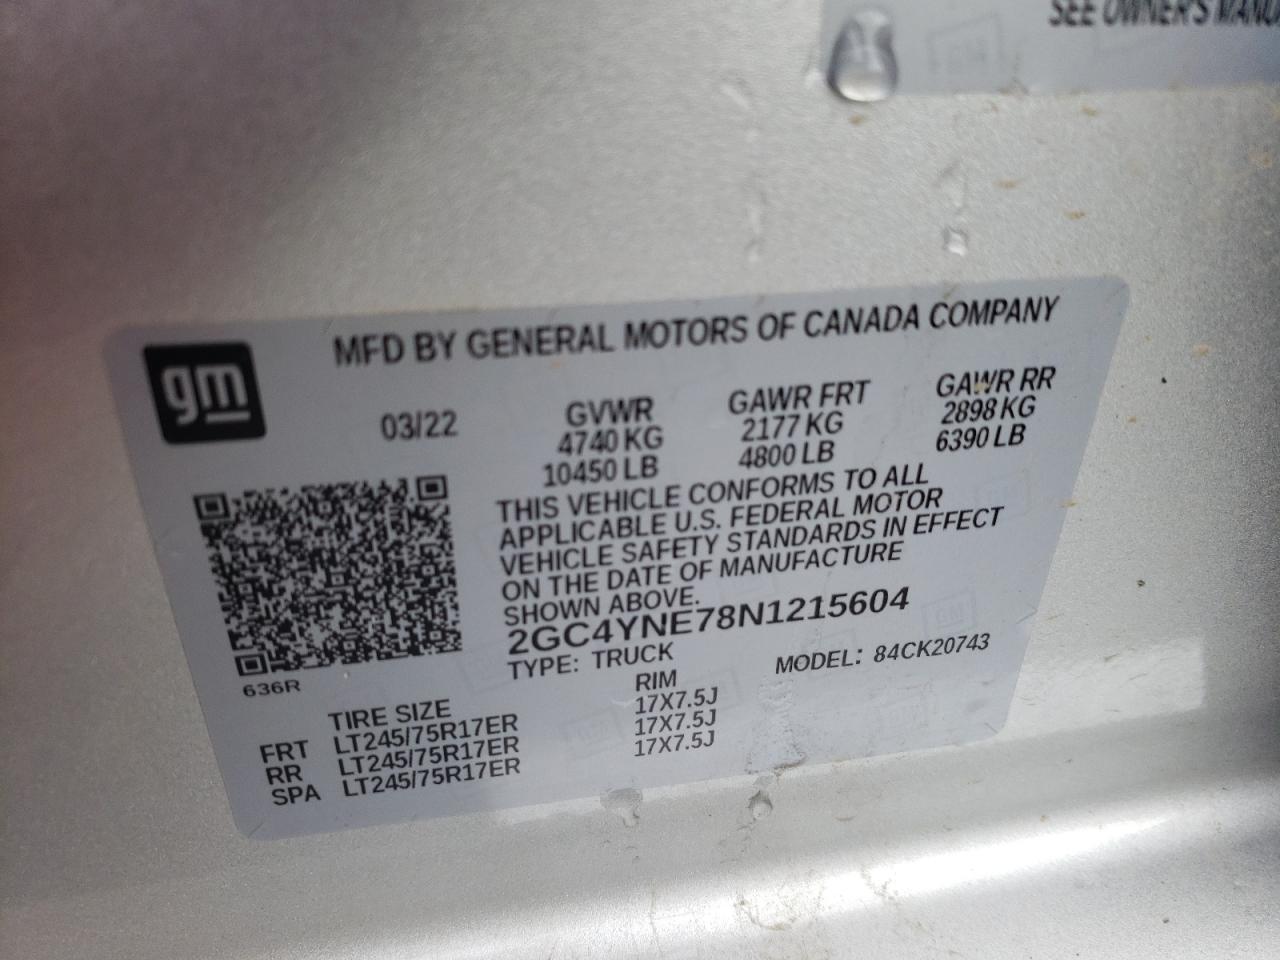 SEE OWNER'S
gm
MFD BY GENERAL MOTORS OF CANADA COMPANY
03/22 GVWR GAWR FRT GAWR RR
4740 KG 2177 KG 2898 KG
10450 LB 4800 LB 6390 LB
THIS VEHICLE CONFORMS TO ALL
APPLICABLE U.S. FEDERAL MOTOR
VEHICLE SAFETY STANDARDS IN EFFECT
ON THE DATE OF MANUFACTURE
SHOWN ABOVE.
2GC4YNE78N1215604
TYPE: TRUCK MODEL: 84CK20743
636R
TIRE SIZE RIM
FRT LT245/75R17ER 17X7.5J
RR LT245/75R17ER 17X7.5J
SPA LT245/75R17ER 17X7.5J